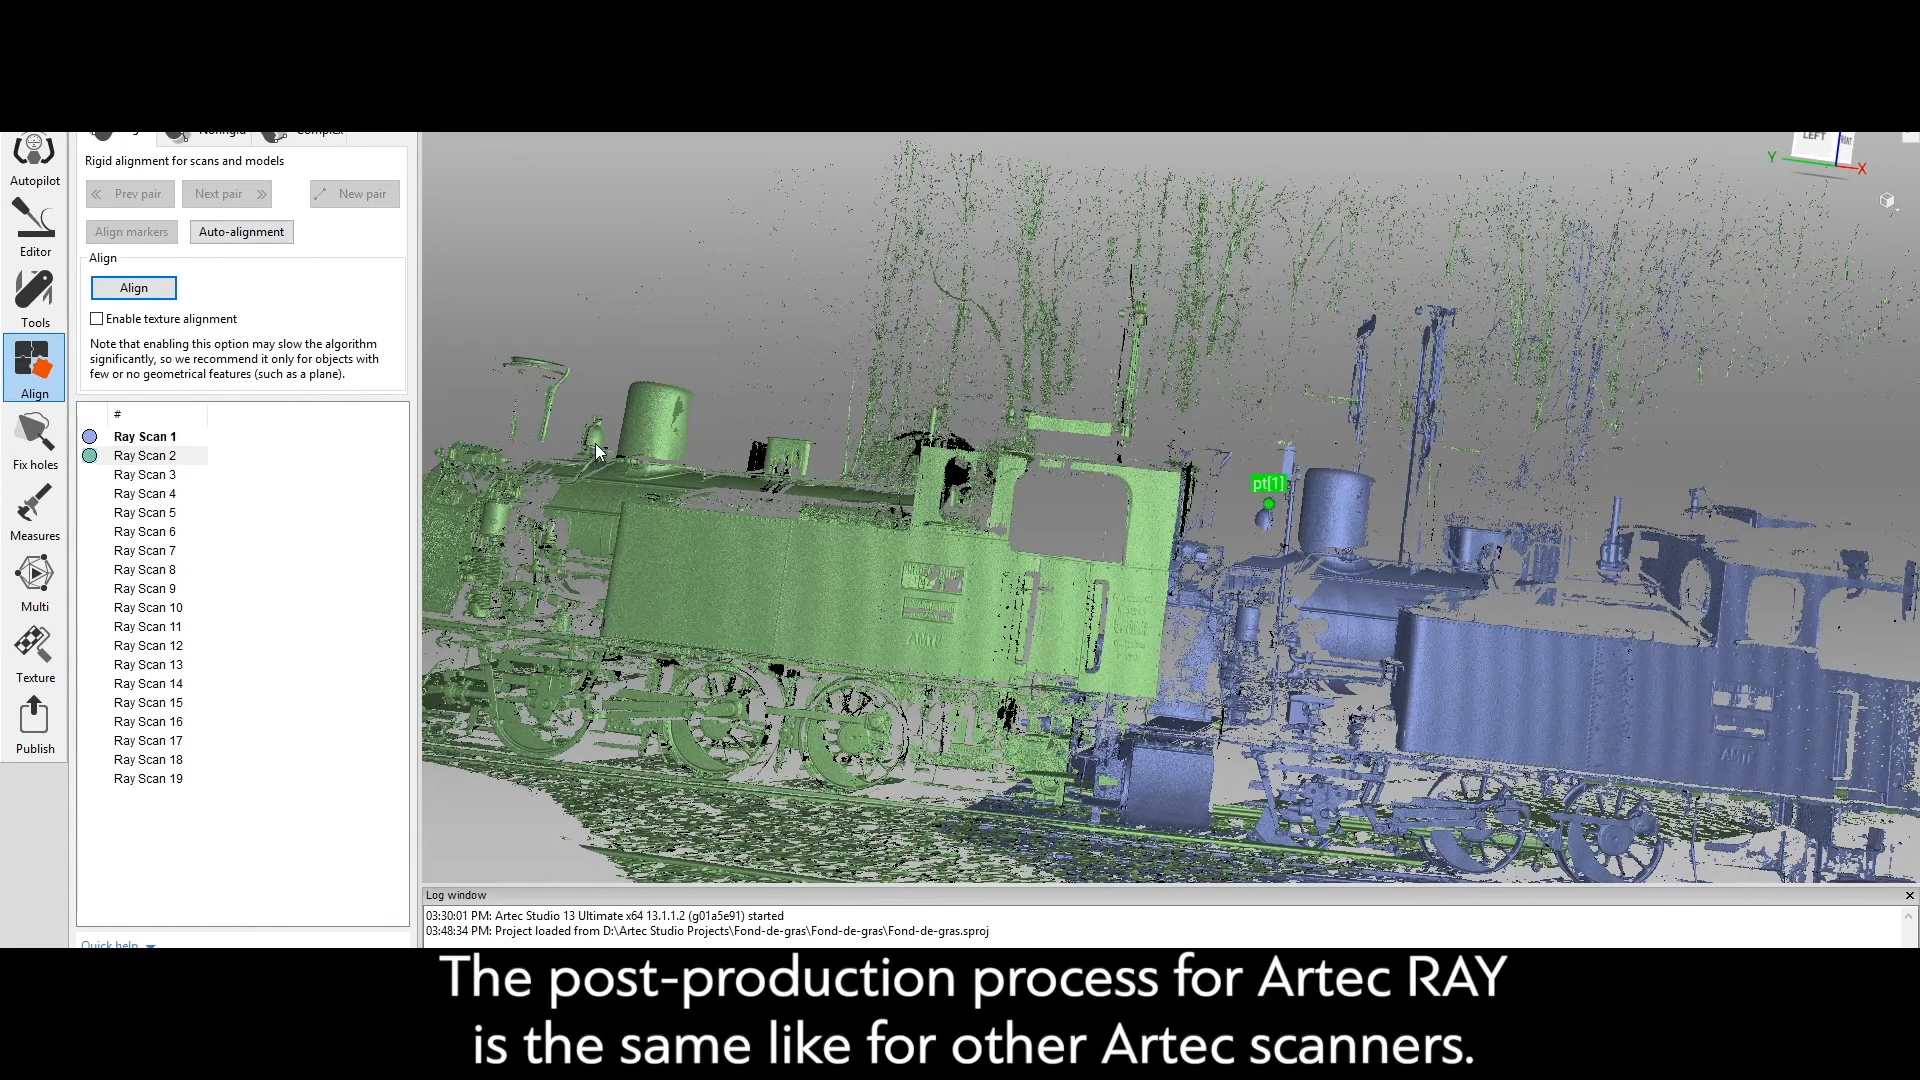 LEFT
Y
X
Autopilot
Editor
Tools
Align
Fix holes
Measures
Multi
Texture
Publish
Nonrigid
Complex
Rigid alignment for scans and models
Prev pair
Next pair
New pair
Align markers
Auto-alignment
Align
Align
Enable texture alignment
Note that enabling this option may slow the algorithm
significantly, so we recommend it only for objects with
few or no geometrical features (such as a plane).
#
Ray Scan 1
Ray Scan 2
Ray Scan 3
Ray Scan 4
Ray Scan 5
Ray Scan 6
Ray Scan 7
Ray Scan 8
Ray Scan 9
Ray Scan 10
Ray Scan 11
Ray Scan 12
Ray Scan 13
Ray Scan 14
Ray Scan 15
Ray Scan 16
Ray Scan 17
Ray Scan 18
Ray Scan 19
Quick help
pt[1]
Log window
03:30:01 PM: Artec Studio 13 Ultimate x64 13.1.1.2 (g01a5e91) started
03:48:34 PM: Project loaded from D:\Artec Studio Projects\Fond-de-gras\Fond-de-gras\Fond-de-gras.sproj
The post-production process for Artec RAY
is the same like for other Artec scanners.